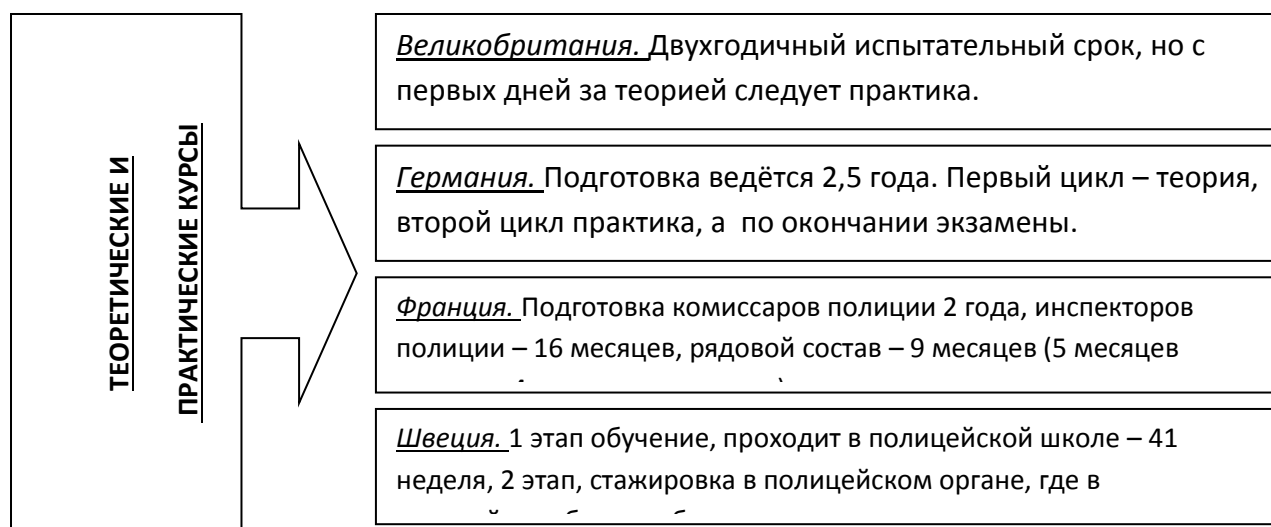 ТЕОРЕТИЧЕСКИЕ И
ПРАКТИЧЕСКИЕ КУРСЫ
Великобритания. Двухгодичный испытательный срок, но с
первых дней за теорией следует практика.
Германия. Подготовка ведётся 2,5 года. Первый цикл – теория,
второй цикл практика, а  по окончании экзамены.
Франция. Подготовка комиссаров полиции 2 года, инспекторов
полиции – 16 месяцев, рядовой состав – 9 месяцев (5 месяцев
Швеция. 1 этап обучение, проходит в полицейской школе – 41
неделя, 2 этап, стажировка в полицейском органе, где в